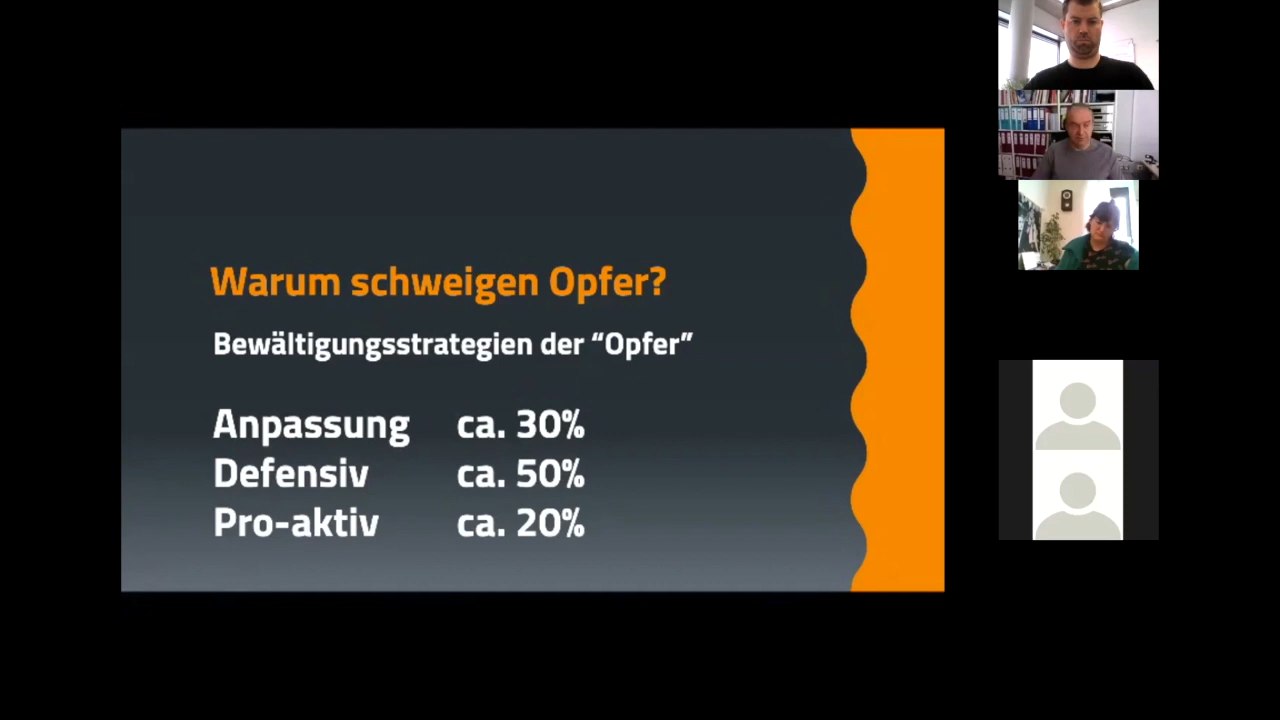 Warum schweigen Opfer?
Bewältigungsstrategien der “Opfer”
Anpassung ca. 30%
Defensiv ca. 50%
Pro-aktiv ca. 20%